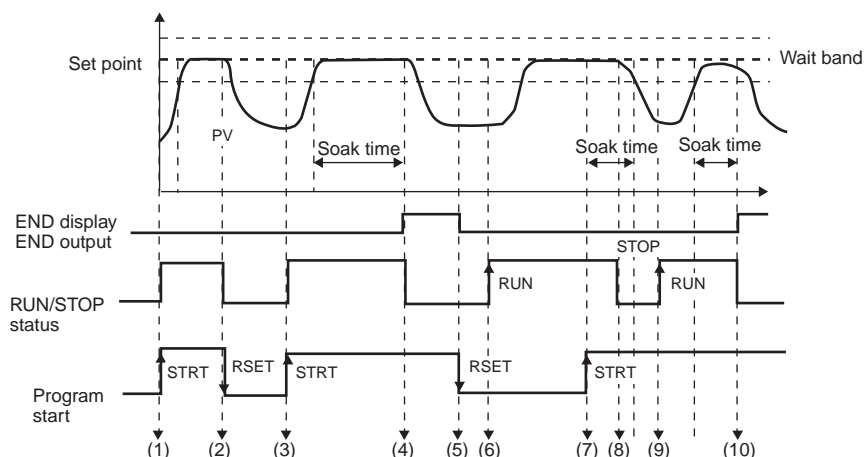 Set point
Wait band
PV
Soak time
Soak time
Soak time
END display
END output
STOP
RUN
RUN
RUN/STOP
status
STRT
RSET
STRT
RSET
STRT
Program
start
(1)
(2)
(3)
(4)
(5)
(6)
(7)
(8)
(9)
(10)